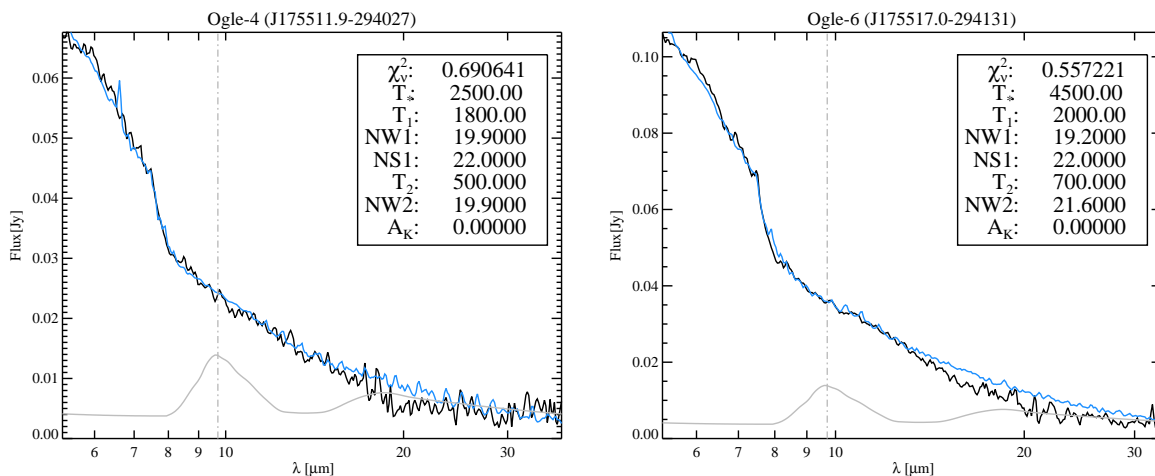 Ogle-4 (J175511.9-294027)
χ²ᵥ: 0.690641
T*: 2500.00
T₁: 1800.00
NW1: 19.9000
NS1: 22.0000
T₂: 500.000
NW2: 19.9000
A_K: 0.00000
Flux[Jy]
0.06
0.05
0.04
0.03
0.02
0.01
0.00
6 7 8 9 10 20 30
λ [µm]
Ogle-6 (J175517.0-294131)
χ²ᵥ: 0.557221
T*: 4500.00
T₁: 2000.00
NW1: 19.2000
NS1: 22.0000
T₂: 700.000
NW2: 21.6000
A_K: 0.00000
Flux[Jy]
0.10
0.08
0.06
0.04
0.02
0.00
6 7 8 9 10 20 30
λ [µm]